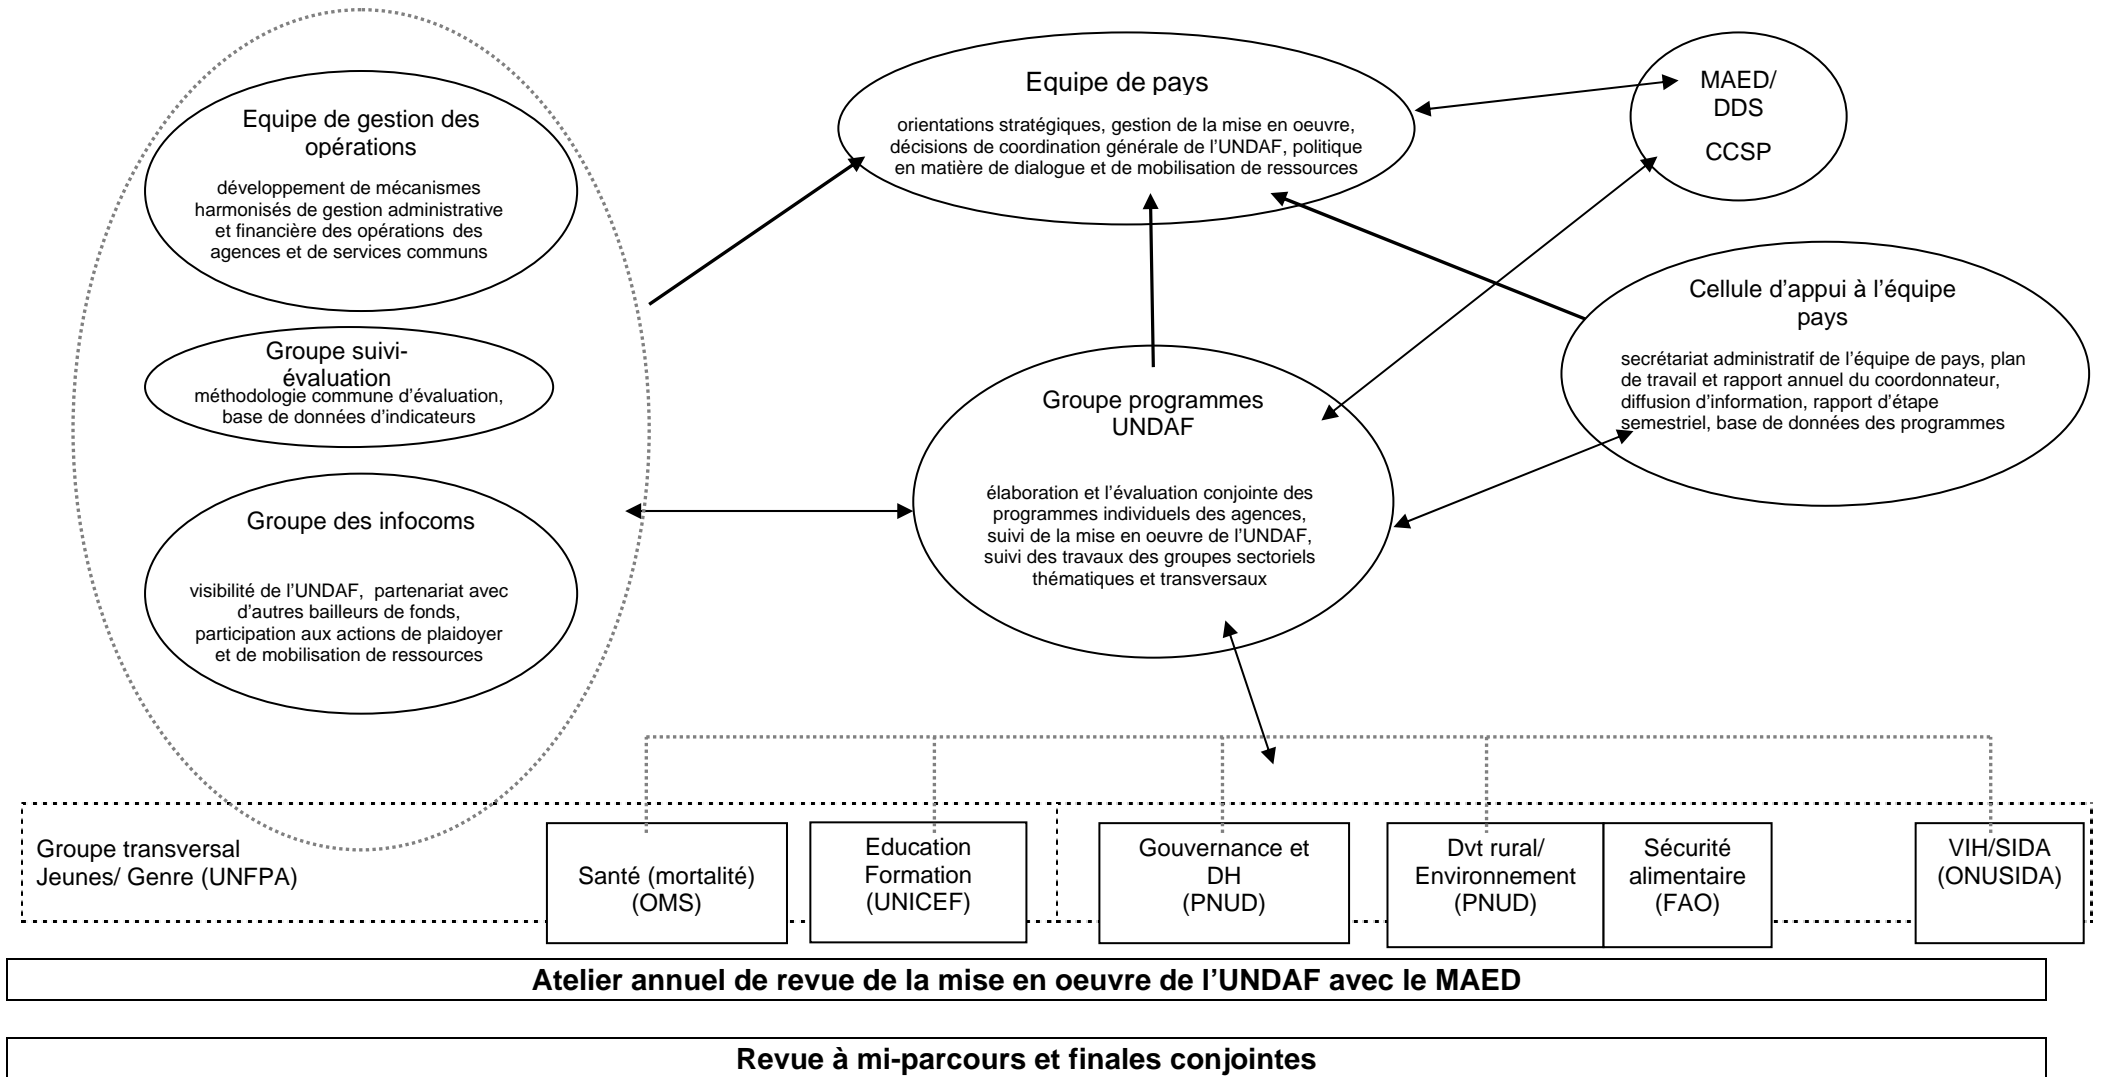 Equipe de gestion des
opérations
développement de mécanismes
harmonisés de gestion administrative
et financière des opérations des
agences et de services communs
Groupe suivi-
évaluation
méthodologie commune d’évaluation,
base de données d’indicateurs
Groupe des infocoms
visibilité de l’UNDAF, partenariat avec
d’autres bailleurs de fonds,
participation aux actions de plaidoyer
et de mobilisation de ressources
Equipe de pays
orientations stratégiques, gestion de la mise en oeuvre,
décisions de coordination générale de l’UNDAF, politique
en matière de dialogue et de mobilisation de ressources
MAED/
DDS
CCSP
Cellule d’appui à l’équipe
pays
secrétariat administratif de l’équipe de pays, plan
de travail et rapport annuel du coordonnateur,
diffusion d’information, rapport d’étape
semestriel, base de données des programmes
Groupe programmes
UNDAF
élaboration et l’évaluation conjointe des
programmes individuels des agences,
suivi de la mise en oeuvre de l’UNDAF,
suivi des travaux des groupes sectoriels
thématiques et transversaux
Groupe transversal
Jeunes/ Genre (UNFPA)
Santé (mortalité)
(OMS)
Education
Formation
(UNICEF)
Gouvernance et
DH
(PNUD)
Dvt rural/
Environnement
(PNUD)
Sécurité
alimentaire
(FAO)
VIH/SIDA
(ONUSIDA)
Atelier annuel de revue de la mise en oeuvre de l’UNDAF avec le MAED
Revue à mi-parcours et finales conjointes